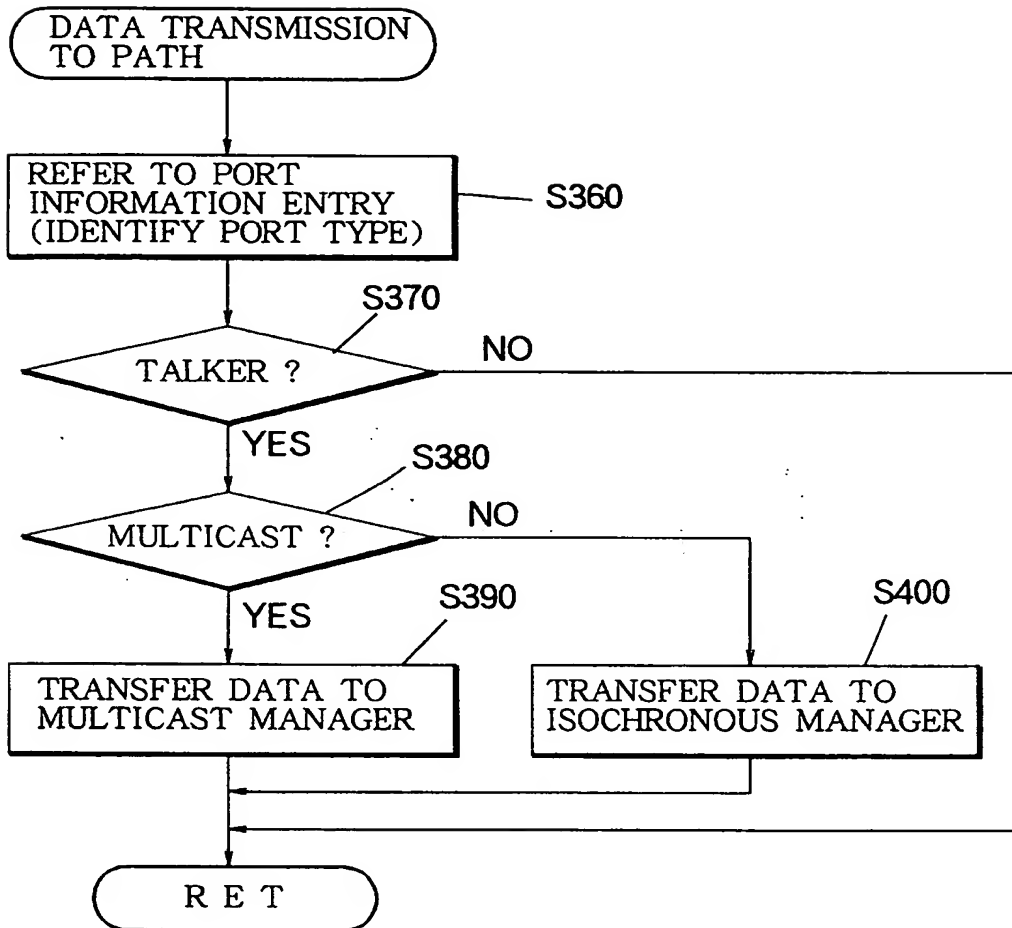 DATA TRANSMISSION
TO PATH
REFER TO PORT
INFORMATION ENTRY
(IDENTIFY PORT TYPE)
S360
S370
TALKER ?
NO
YES
S380
MULTICAST ?
NO
YES
S390
S400
TRANSFER DATA TO
MULTICAST MANAGER
TRANSFER DATA TO
ISOCHRONOUS MANAGER
R E T